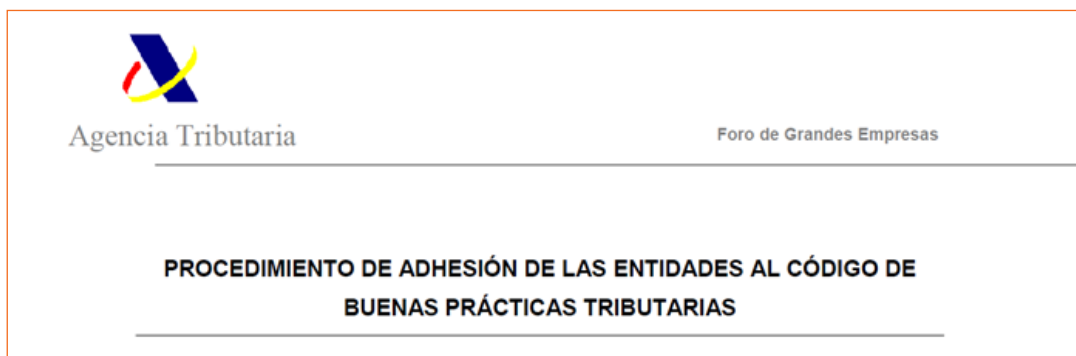 Agencia Tributaria
Foro de Grandes Empresas
PROCEDIMIENTO DE ADHESIÓN DE LAS ENTIDADES AL CÓDIGO DE
BUENAS PRÁCTICAS TRIBUTARIAS